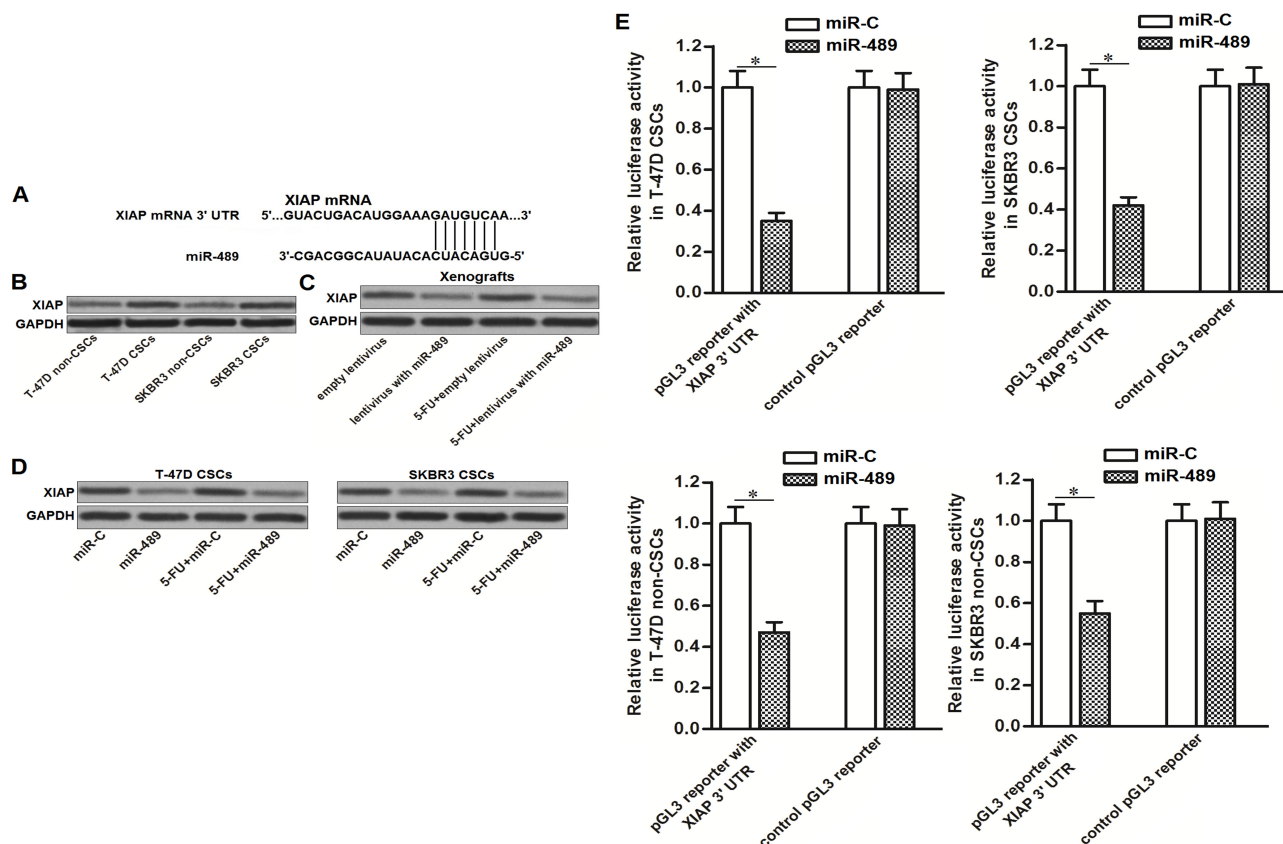 A
XIAP mRNA
XIAP mRNA 3' UTR 5'...GUACUGACAUGGAAAGAUGUCAA...3'
miR-489 3'-CGACGGCAUAUACACUACAGUG-5'
B
XIAP
GAPDH
T-47D non-CSCs
T-47D CSCs
SKBR3 non-CSCs
SKBR3 CSCs
C
Xenografts
XIAP
GAPDH
empty lentivirus
lentivirus with miR-489
5-FU+empty lentivirus
5-FU+lentivirus with miR-489
D
T-47D CSCs
XIAP
GAPDH
miR-C
miR-489
5-FU+miR-C
5-FU+miR-489
SKBR3 CSCs
miR-C
miR-489
5-FU+miR-C
5-FU+miR-489
E
miR-C
miR-489
Relative luciferase activity
in T-47D CSCs
1.2
1.0
0.8
0.6
0.4
0.2
0.0
*
pGL3 reporter with
XIAP 3' UTR
control pGL3 reporter
miR-C
miR-489
Relative luciferase activity
in SKBR3 CSCs
1.2
1.0
0.8
0.6
0.4
0.2
0.0
*
pGL3 reporter with
XIAP 3' UTR
control pGL3 reporter
miR-C
miR-489
Relative luciferase activity
in T-47D non-CSCs
1.2
1.0
0.8
0.6
0.4
0.2
0.0
*
pGL3 reporter with
XIAP 3' UTR
control pGL3 reporter
miR-C
miR-489
Relative luciferase activity
in SKBR3 non-CSCs
1.2
1.0
0.8
0.6
0.4
0.2
0.0
*
pGL3 reporter with
XIAP 3' UTR
control pGL3 reporter